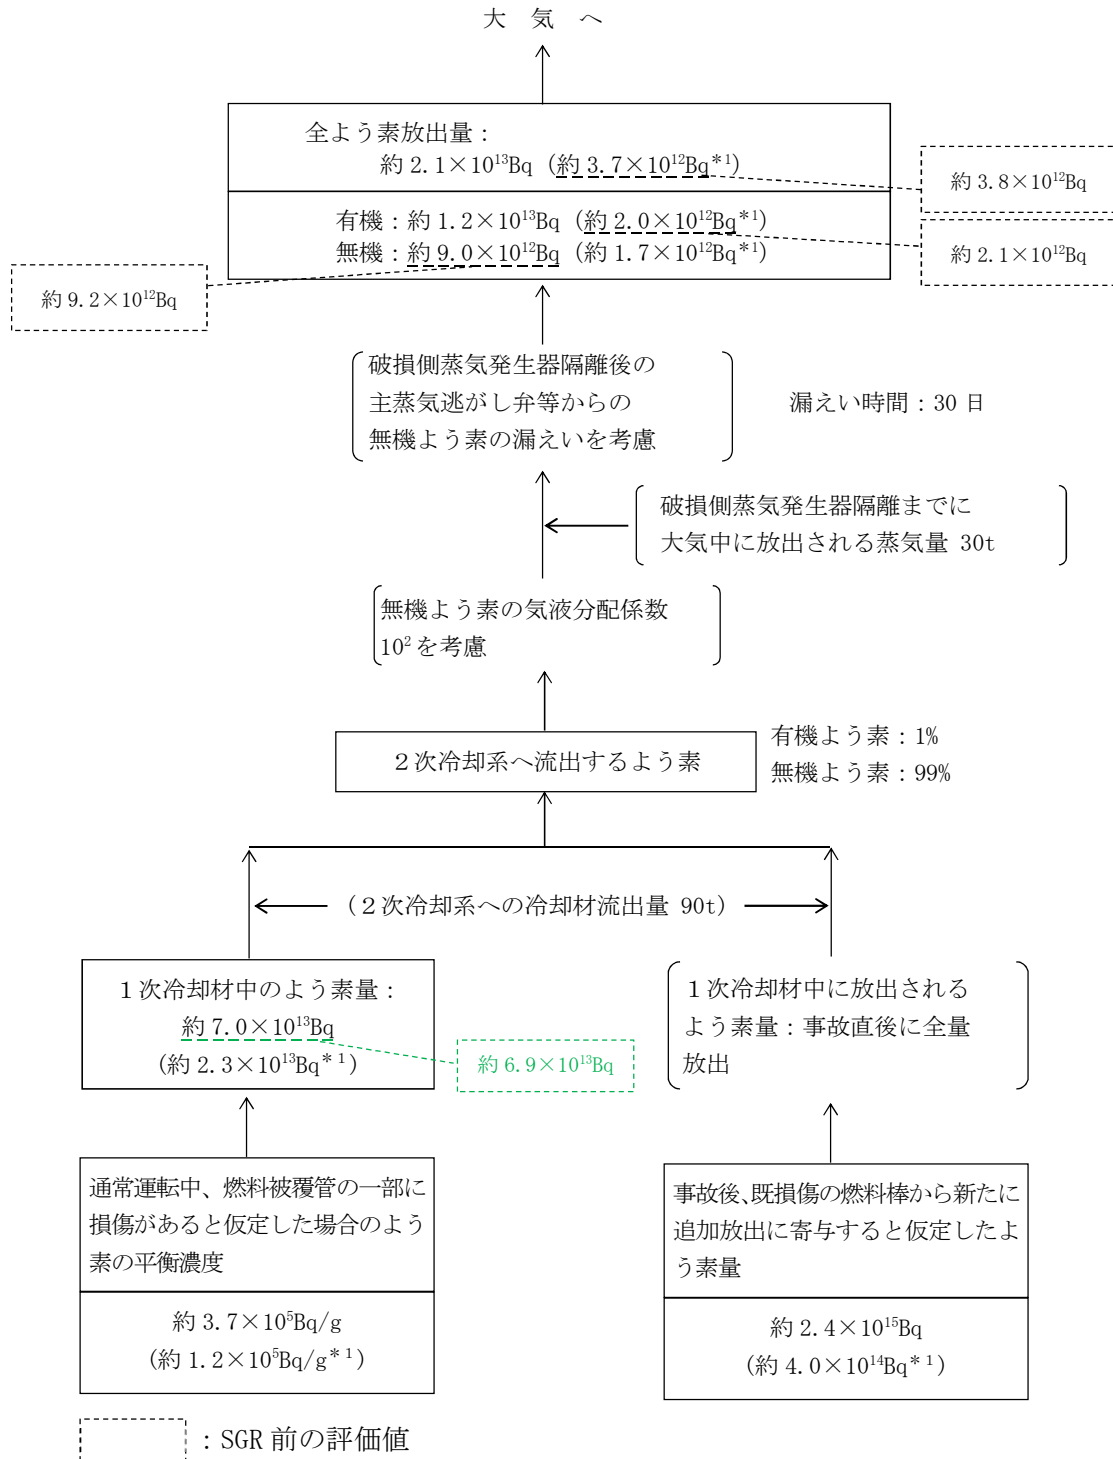 大　気　へ
全よう素放出量：
約 2.1×10¹³Bq（約 3.7×10¹²Bq*¹）
約 3.8×10¹²Bq
有機：約 1.2×10¹³Bq（約 2.0×10¹²Bq*¹）
無機：約 9.0×10¹²Bq（約 1.7×10¹²Bq*¹）
約 2.1×10¹²Bq
約 9.2×10¹²Bq
破損側蒸気発生器隔離後の
主蒸気逃がし弁等からの
無機よう素の漏えいを考慮
漏えい時間：30 日
破損側蒸気発生器隔離までに
大気中に放出される蒸気量 30t
無機よう素の気液分配係数
10² を考慮
２次冷却系へ流出するよう素
有機よう素：1%
無機よう素：99%
（２次冷却系への冷却材流出量 90t）
１次冷却材中のよう素量：
約 7.0×10¹³Bq
（約 2.3×10¹³Bq*¹）
約 6.9×10¹³Bq
１次冷却材中に放出される
よう素量：事故直後に全量
放出
通常運転中、燃料被覆管の一部に
損傷があると仮定した場合のよう
素の平衡濃度
約 3.7×10⁵Bq/g
（約 1.2×10⁵Bq/g*¹）
事故後、既損傷の燃料棒から新たに
追加放出に寄与すると仮定したよ
う素量
約 2.4×10¹⁵Bq
（約 4.0×10¹⁴Bq*¹）
：SGR 前の評価値